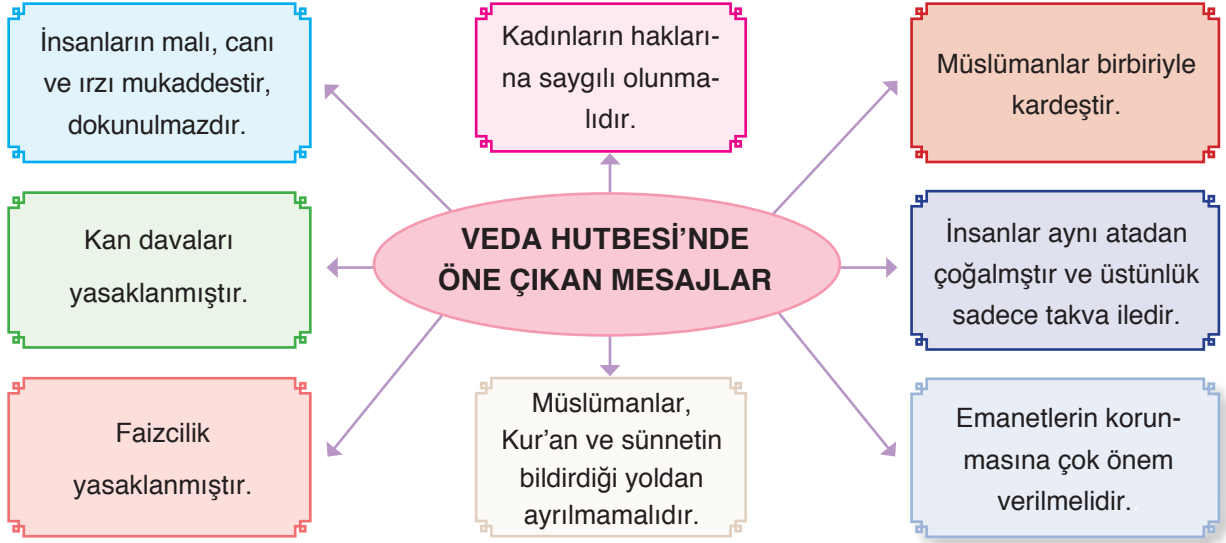 İnsanların malı, canı
ve ırzı mukaddestir,
dokunulmazdır.
Kadınların hakları-
na saygılı olunma-
lıdır.
Müslümanlar birbiriyle
kardeştir.
Kan davaları
yasaklanmıştır.
VEDA HUTBESİ’NDE
ÖNE ÇIKAN MESAJLAR
İnsanlar aynı atadan
çoğalmştır ve üstünlük
sadece takva iledir.
Faizcilik
yasaklanmıştır.
Müslümanlar,
Kur’an ve sünnetin
bildirdiği yoldan
ayrılmamalıdır.
Emanetlerin korun-
masına çok önem
verilmelidir.